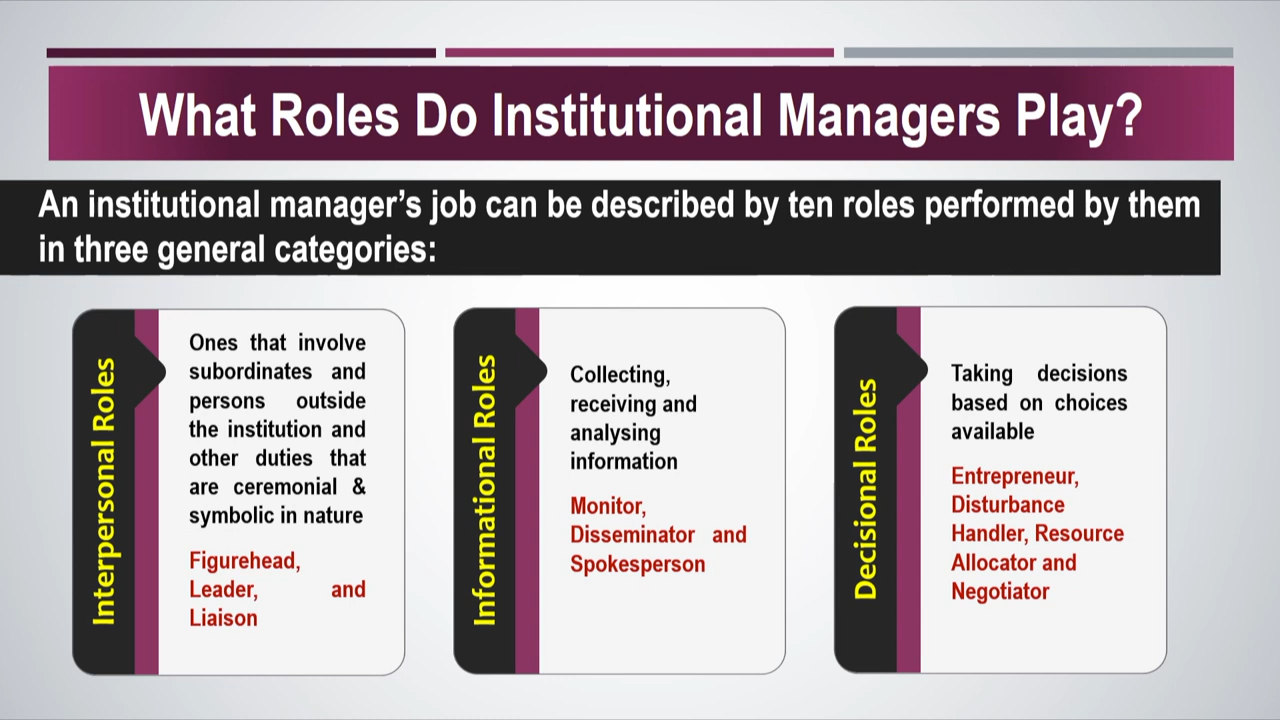 What Roles Do Institutional Managers Play?
An institutional manager’s job can be described by ten roles performed by them
in three general categories:
Interpersonal Roles
Ones that involve
subordinates and
persons outside
the institution and
other duties that
are ceremonial &
symbolic in nature
Figurehead,
Leader, and
Liaison
Informational Roles
Collecting,
receiving and
analysing
information
Monitor,
Disseminator and
Spokesperson
Decisional Roles
Taking decisions
based on choices
available
Entrepreneur,
Disturbance
Handler, Resource
Allocator and
Negotiator